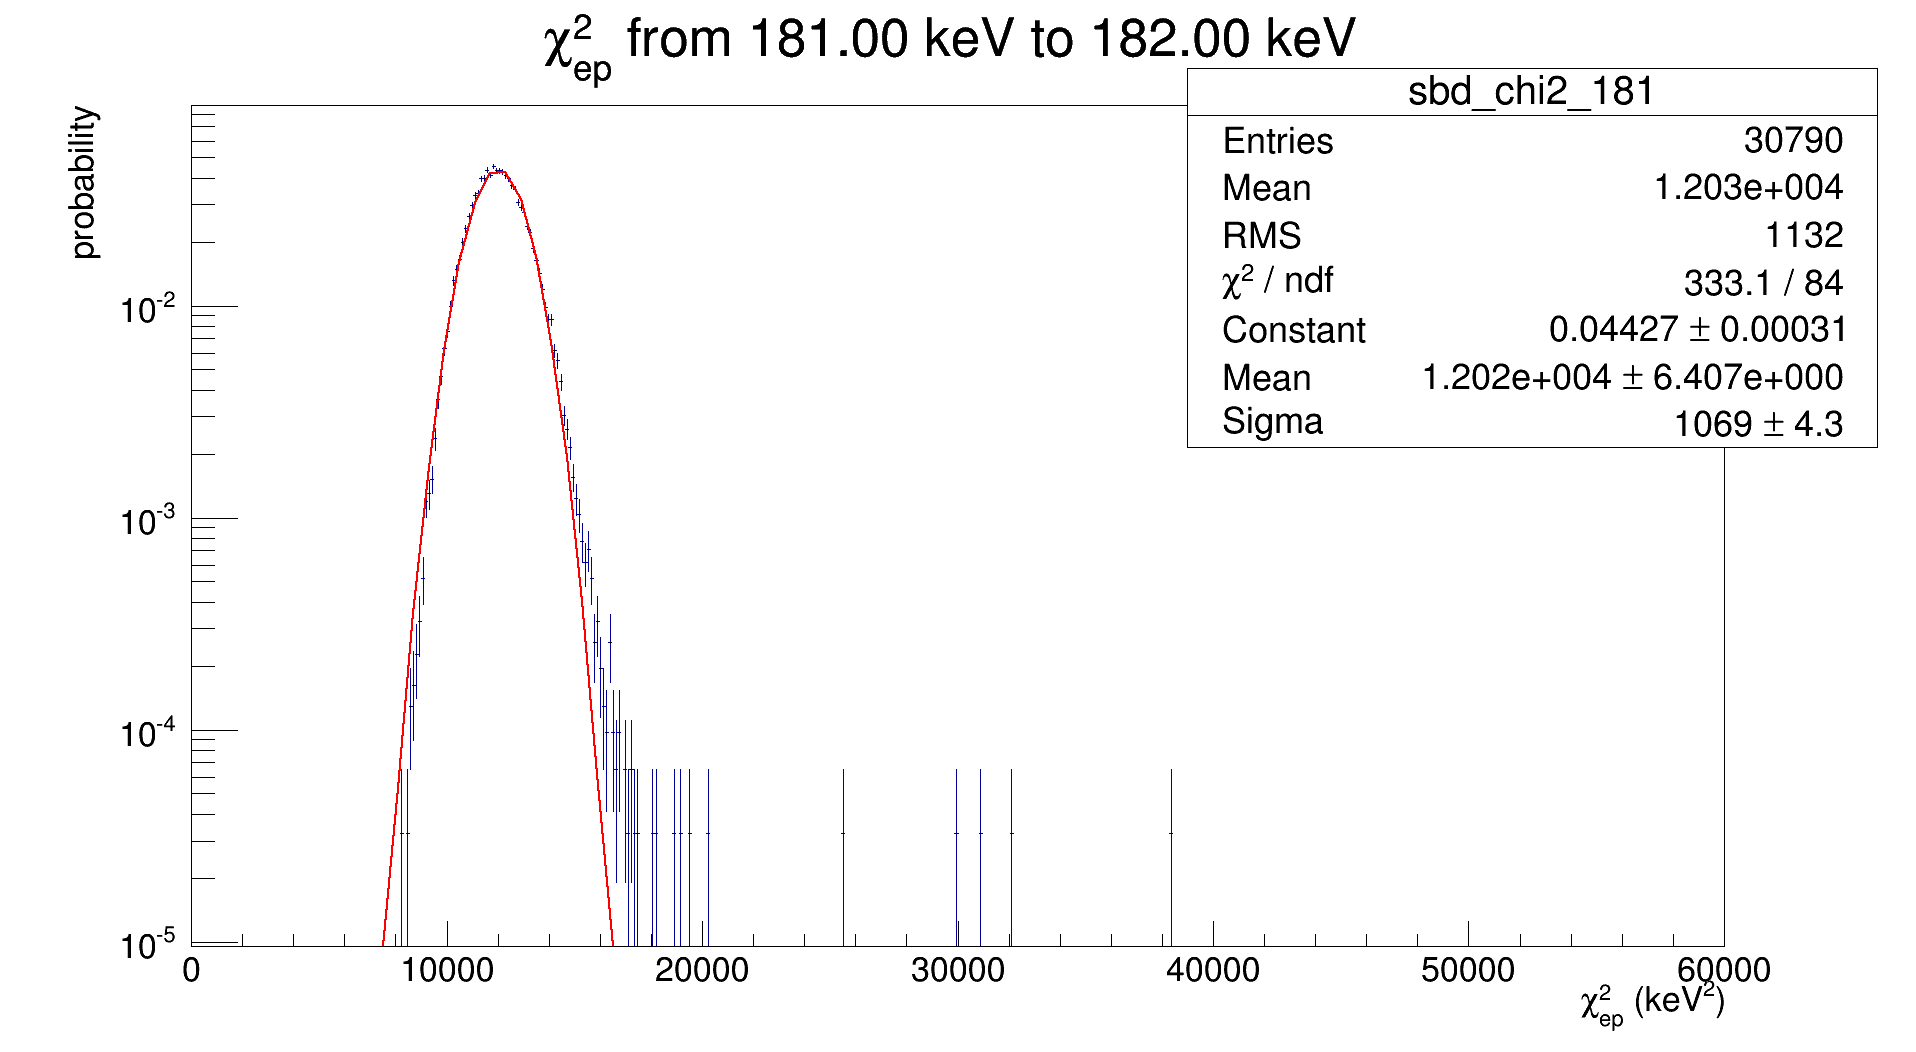 χ²ep from 181.00 keV to 182.00 keV
sbd_chi2_181
Entries 30790
Mean 1.203e+004
RMS 1132
χ² / ndf 333.1 / 84
Constant 0.04427 ± 0.00031
Mean 1.202e+004 ± 6.407e+000
Sigma 1069 ± 4.3
probability
10⁻²
10⁻³
10⁻⁴
10⁻⁵
0 10000 20000 30000 40000 50000 60000
χ²ep (keV²)